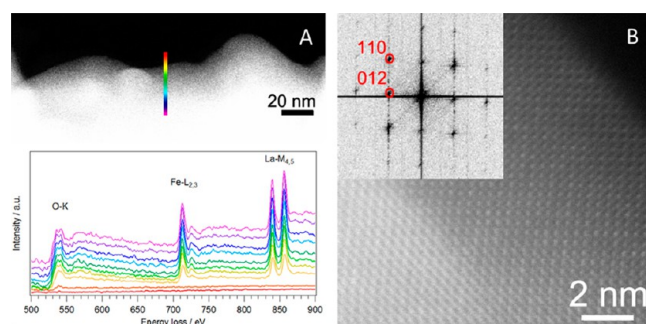 A
20 nm
La-M4,5
Fe-L2,3
O-K
Intensity / a.u.
500 550 600 650 700 750 800 850 900
Energy loss / eV
B
110
012
2 nm